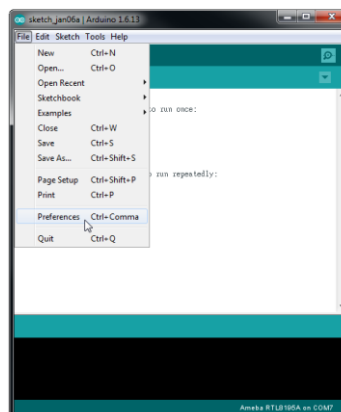 sketch_jan06a | Arduino 1.6.13
File Edit Sketch Tools Help
New Ctrl+N
Open... Ctrl+O
Open Recent
Sketchbook
Examples
Close Ctrl+W
Save Ctrl+S
Save As... Ctrl+Shift+S
Page Setup Ctrl+Shift+P
Print Ctrl+P
Preferences Ctrl+Comma
Quit Ctrl+Q
o run once:
run repeatedly:
Ameba RTL8195A on COM7